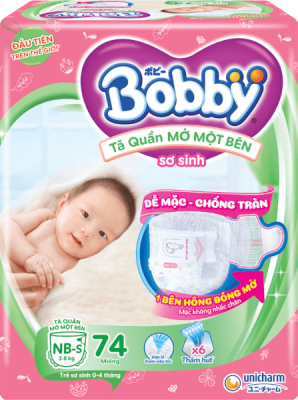 ĐẦU TIÊN
TRÊN THẾ GIỚI*
ボビー
Bobby
Tã Quần MỞ MỘT BÊN
sơ sinh
DỄ MẶC - CHỐNG TRÀN
1 BÊN HÔNG ĐÓNG MỞ
Mặc không nhấc chân
TÃ QUẦN
MỞ MỘT BÊN
NB-S
3-8 kg
74
Miếng
x6
Thấm hút
Trẻ sơ sinh 0-4 tháng
unicharm
ユニ・チャーム